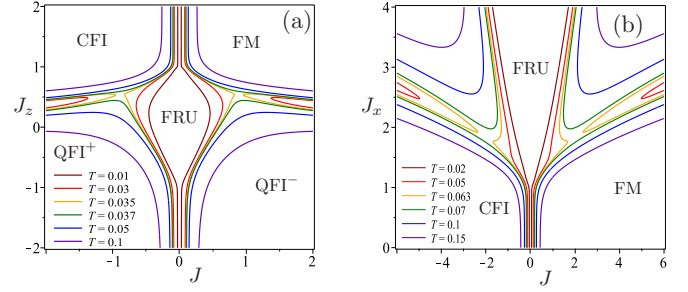 (a)
2
CFI
FM
1
J_z
FRU
0
QFI⁺
QFI⁻
T = 0.01
T = 0.03
−1
T = 0.035
T = 0.037
T = 0.05
T = 0.1
−2
−1 0 1 2
J
(b)
4
3
FRU
J_x
2
T = 0.02
T = 0.05
1
T = 0.063
CFI
FM
T = 0.07
T = 0.1
T = 0.15
0
−4 −2 0 2 4 6
J